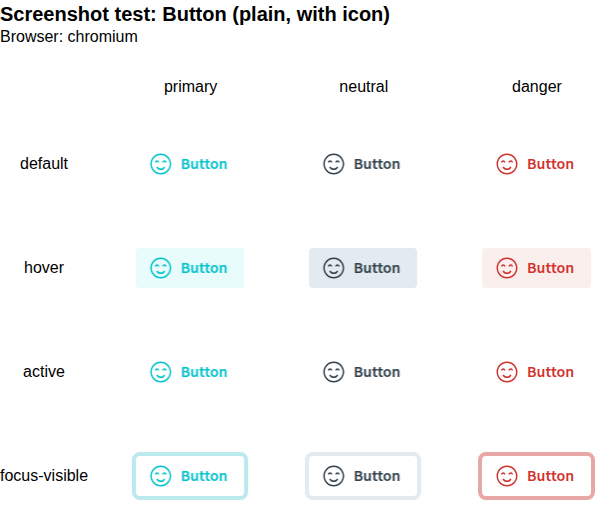 Screenshot test: Button (plain, with icon)
Browser: chromium
primary neutral danger
default Button Button Button
hover Button Button Button
active Button Button Button
focus-visible Button Button Button